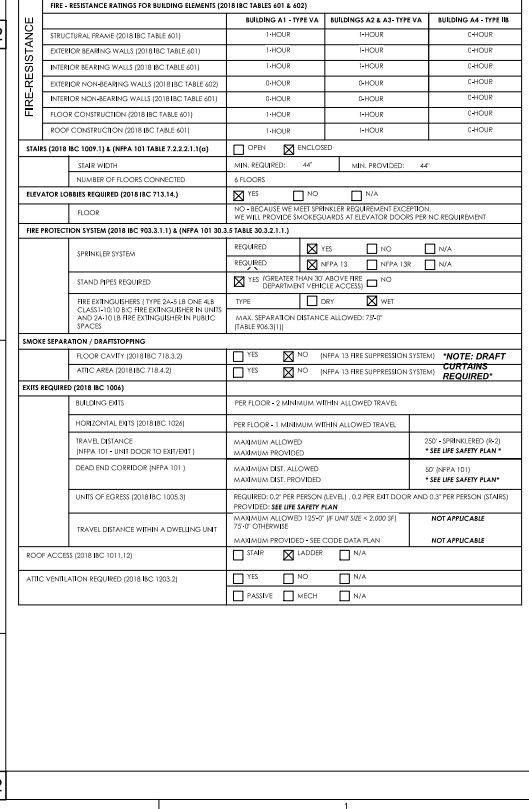 FIRE - RESISTANCE RATINGS FOR BUILDING ELEMENTS (2018 IBC TABLES 601 & 602)
BUILDING A1 - TYPE VA BUILDINGS A2 & A3- TYPE VA BUILDING A4 - TYPE IIB
FIRE-RESISTANCE
STRUCTURAL FRAME (2018 IBC TABLE 601) 1-HOUR 1-HOUR 0-HOUR
EXTERIOR BEARING WALLS (2018 IBC TABLE 601) 1-HOUR 1-HOUR 0-HOUR
INTERIOR BEARING WALLS (2018 IBC TABLE 601) 1-HOUR 1-HOUR 0-HOUR
EXTERIOR NON-BEARING WALLS (2018 IBC TABLE 602) 0-HOUR 0-HOUR 0-HOUR
INTERIOR NON-BEARING WALLS (2018 IBC TABLE 601) 0-HOUR 0-HOUR 0-HOUR
FLOOR CONSTRUCTION (2018 IBC TABLE 601) 1-HOUR 1-HOUR 0-HOUR
ROOF CONSTRUCTION (2018 IBC TABLE 601) 1-HOUR 1-HOUR 0-HOUR
STAIRS (2018 IBC 1009.1) & (NFPA 101 TABLE 7.2.2.2.1.1(a) OPEN ENCLOSED
STAIR WIDTH MIN. REQUIRED: 44" MIN. PROVIDED: 44"
NUMBER OF FLOORS CONNECTED 6 FLOORS
ELEVATOR LOBBIES REQUIRED (2018 IBC 713.14.) YES NO N/A
FLOOR NO - BECAUSE WE MEET SPRINKLER REQUIREMENT EXCEPTION.
WE WILL PROVIDE SMOKEGUARDS AT ELEVATOR DOORS PER NC REQUIREMENT
FIRE PROTECTION SYSTEM (2018 IBC 903.3.1.1) & (NFPA 101 30.3.5 TABLE 30.3.2.1.1.)
SPRINKLER SYSTEM REQUIRED YES NO N/A
REQUIRED NFPA 13 NFPA 13R N/A
STAND PIPES REQUIRED YES (GREATER THAN 30' ABOVE FIRE DEPARTMENT VEHICLE ACCESS) NO
FIRE EXTINGUISHERS ( TYPE 2A-5 LB ONE 4LB CLASS1-10:10 B:C FIRE EXTINGUISHER IN UNITS AND 2A-10 LB FIRE EXTINGUISHER IN PUBLIC SPACES
TYPE DRY WET
MAX. SEPARATION DISTANCE ALLOWED: 75'-0"
(TABLE 906.3(1))
SMOKE SEPARATION / DRAFTSTOPPING
FLOOR CAVITY (2018 IBC 718.3.2) YES NO (NFPA 13 FIRE SUPPRESSION SYSTEM)
ATTIC AREA (2018 IBC 718.4.2) YES NO (NFPA 13 FIRE SUPPRESSION SYSTEM)
*NOTE: DRAFT
CURTAINS
REQUIRED*
EXITS REQUIRED (2018 IBC 1006)
BUILDING EXITS PER FLOOR - 2 MINIMUM WITHIN ALLOWED TRAVEL
HORIZONTAL EXITS (2018 IBC 1026) PER FLOOR - 1 MINIMUM WITHIN ALLOWED TRAVEL
TRAVEL DISTANCE MAXIMUM ALLOWED 250' - SPRINKLERED (R-2)
(NFPA 101 - UNIT DOOR TO EXIT/EXIT ) MAXIMUM PROVIDED * SEE LIFE SAFETY PLAN *
DEAD END CORRIDOR (NFPA 101 ) MAXIMUM DIST. ALLOWED 50' (NFPA 101)
MAXIMUM DIST. PROVIDED * SEE LIFE SAFETY PLAN*
UNITS OF EGRESS (2018 IBC 1005.3) REQUIRED: 0.2" PER PERSON (LEVEL) , 0.2 PER EXIT DOOR AND 0.3" PER PERSON (STAIRS)
PROVIDED: SEE LIFE SAFETY PLAN
TRAVEL DISTANCE WITHIN A DWELLING UNIT
MAXIMUM ALLOWED 125'-0" (IF UNIT SIZE < 2,000 SF) NOT APPLICABLE
75'-0" OTHERWISE
MAXIMUM PROVIDED - SEE CODE DATA PLAN NOT APPLICABLE
ROOF ACCESS (2018 IBC 1011.12) STAIR LADDER N/A
ATTIC VENTILATION REQUIRED (2018 IBC 1203.2) YES NO N/A
PASSIVE MECH N/A
1